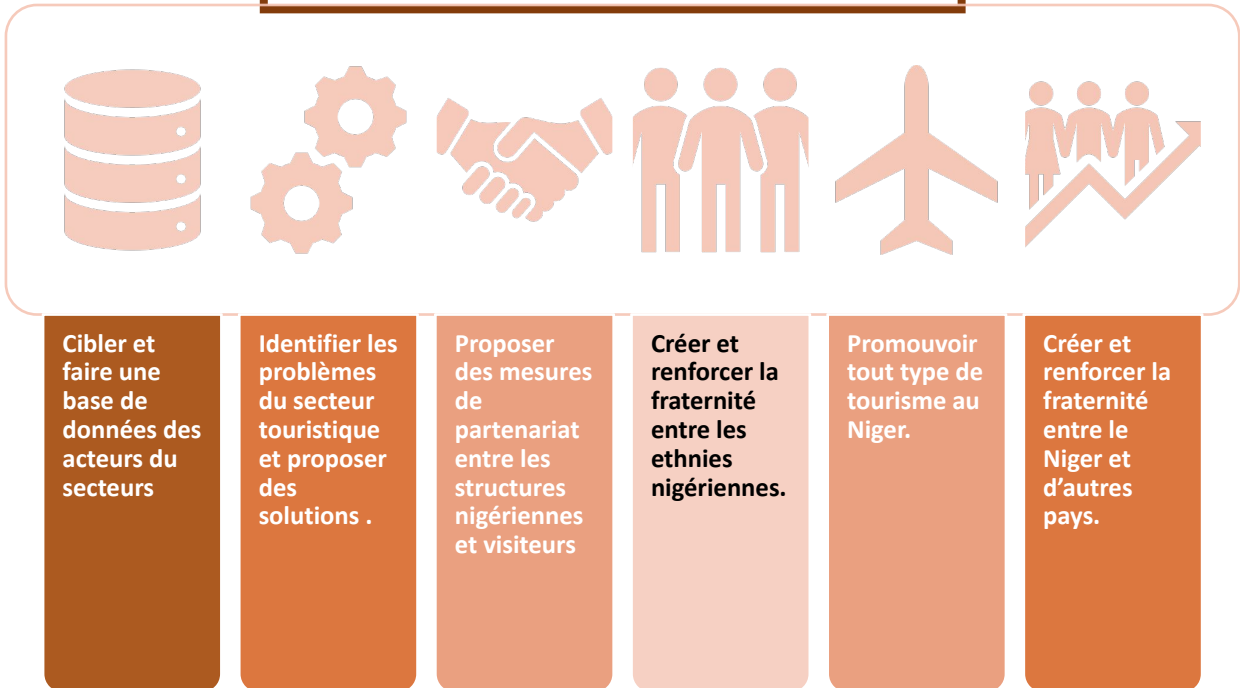 Cibler et
faire une
base de
données des
acteurs du
secteurs
Identifier les
problèmes
du secteur
touristique
et proposer
des
solutions .
Proposer
des mesures
de
partenariat
entre les
structures
nigériennes
et visiteurs
Créer et
renforcer la
fraternité
entre les
ethnies
nigériennes.
Promouvoir
tout type de
tourisme au
Niger.
Créer et
renforcer la
fraternité
entre le
Niger et
d’autres
pays.